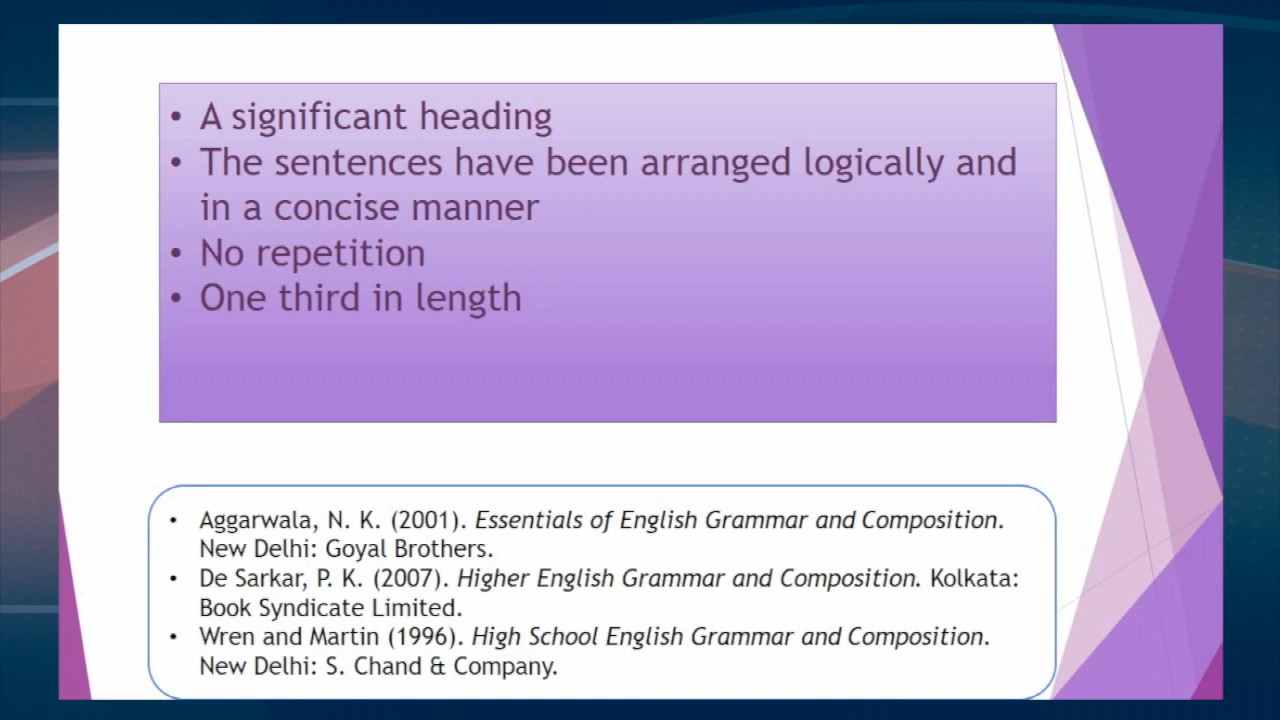 • A significant heading
• The sentences have been arranged logically and
in a concise manner
• No repetition
• One third in length
• Aggarwala, N. K. (2001). Essentials of English Grammar and Composition.
New Delhi: Goyal Brothers.
• De Sarkar, P. K. (2007). Higher English Grammar and Composition. Kolkata:
Book Syndicate Limited.
• Wren and Martin (1996). High School English Grammar and Composition.
New Delhi: S. Chand & Company.